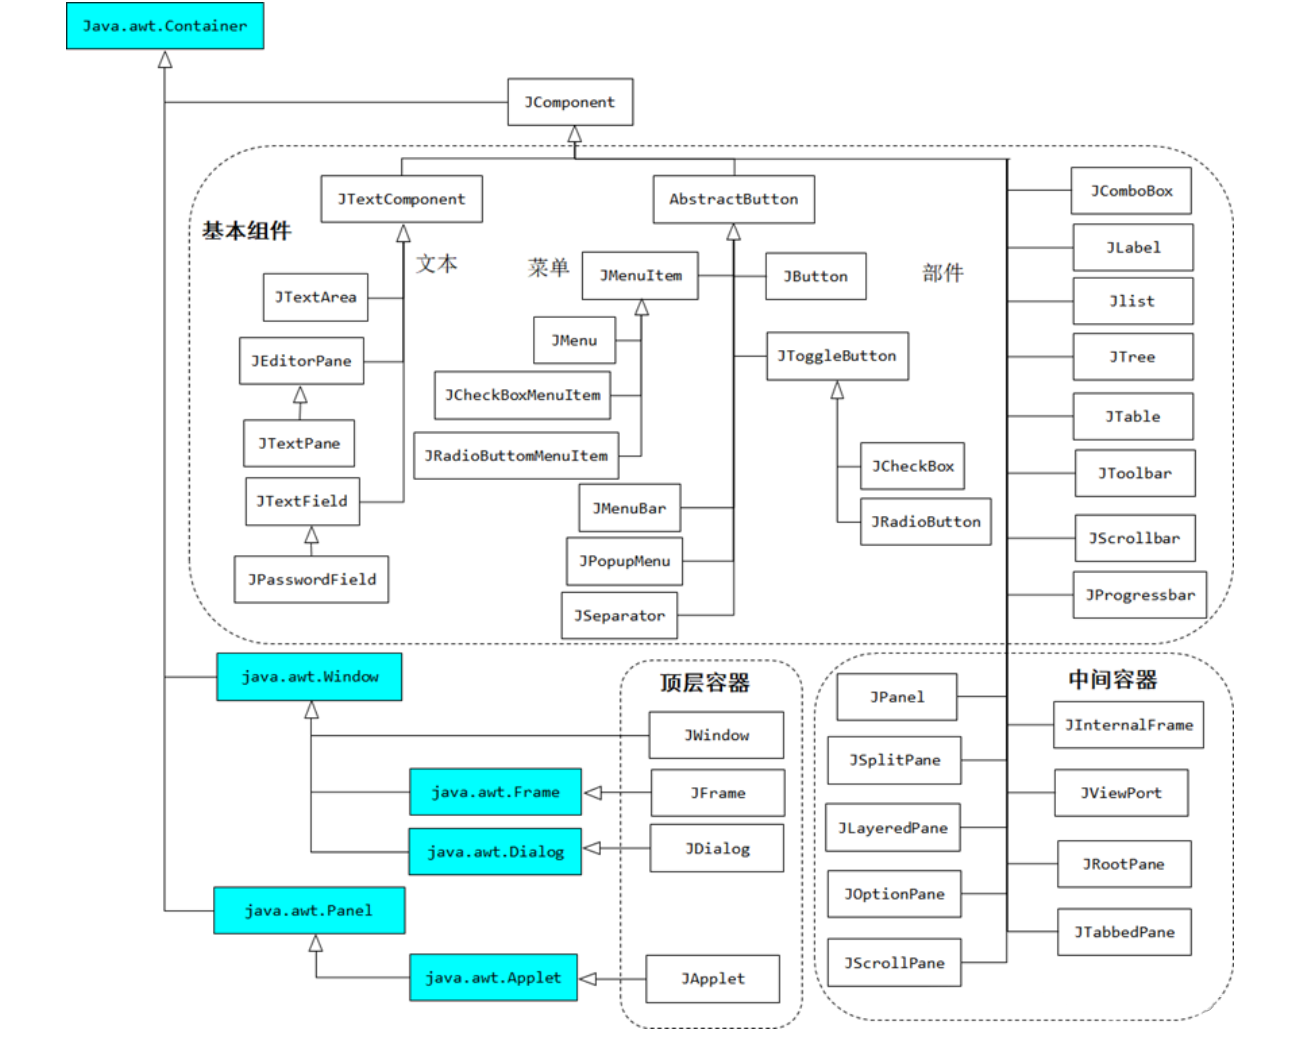 Java.awt.Container
JComponent
JTextComponent
AbstractButton
JComboBox
基本组件
文本
菜单
JMenuItem
JButton
部件
JLabel
JTextArea
Jlist
JMenu
JEditorPane
JToggleButton
JTree
JCheckBoxMenuItem
JTable
JTextPane
JRadioButtomMenuItem
JCheckBox
JToolbar
JTextField
JMenuBar
JRadioButton
JScrollbar
JPopupMenu
JPasswordField
JProgressbar
JSeparator
java.awt.Window
顶层容器
中间容器
JPanel
JWindow
JInternalFrame
JSplitPane
java.awt.Frame
JFrame
JViewPort
JLayeredPane
java.awt.Dialog
JDialog
JRootPane
JOptionPane
java.awt.Panel
JTabbedPane
JScrollPane
java.awt.Applet
JApplet